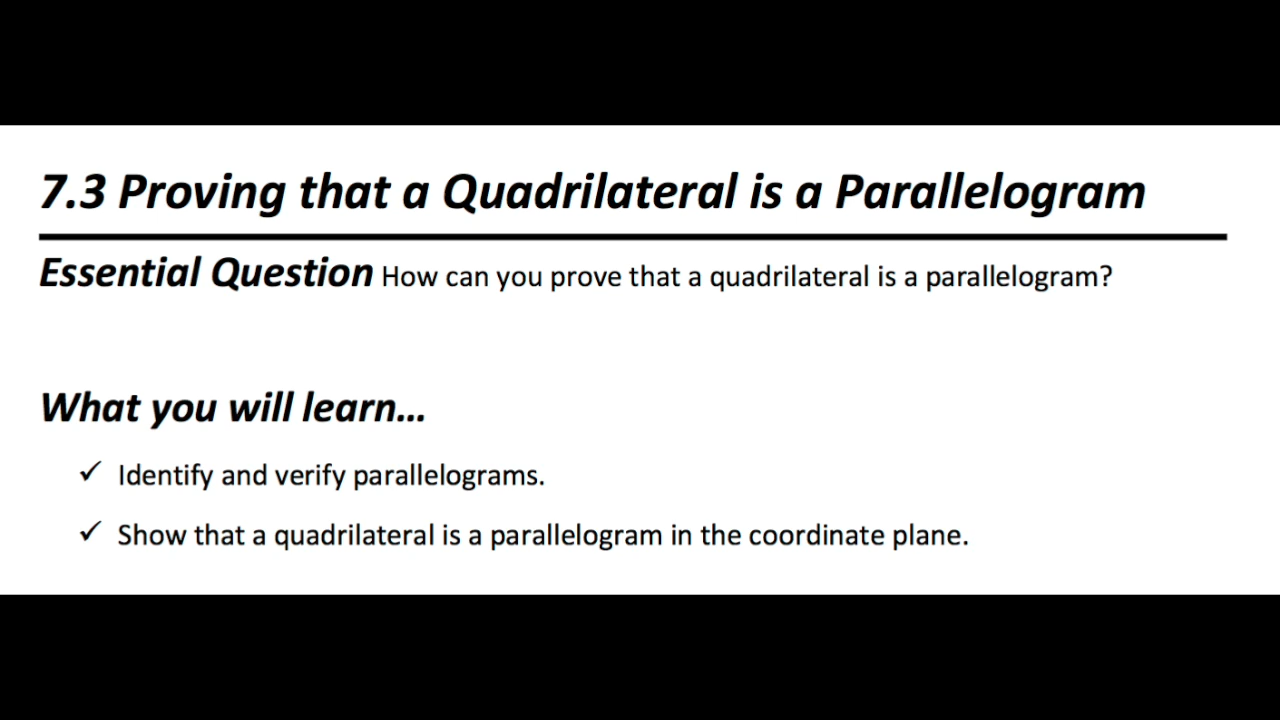 7.3 Proving that a Quadrilateral is a Parallelogram
Essential Question How can you prove that a quadrilateral is a parallelogram?
What you will learn…
✓ Identify and verify parallelograms.
✓ Show that a quadrilateral is a parallelogram in the coordinate plane.